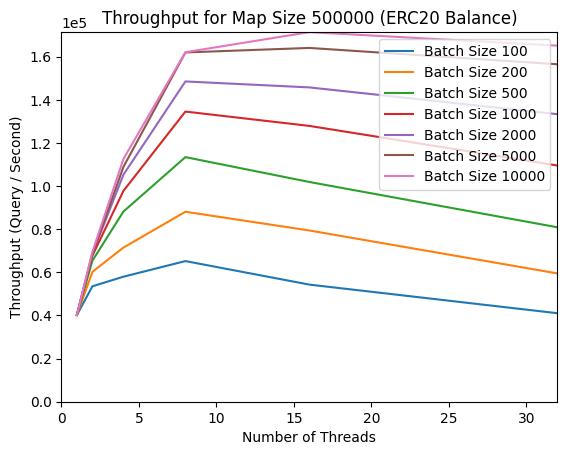 Throughput for Map Size 500000 (ERC20 Balance)
1e5
1.6
1.4
1.2
1.0
0.8
0.6
0.4
0.2
0.0
Throughput (Query / Second)
Batch Size 100
Batch Size 200
Batch Size 500
Batch Size 1000
Batch Size 2000
Batch Size 5000
Batch Size 10000
0 5 10 15 20 25 30
Number of Threads